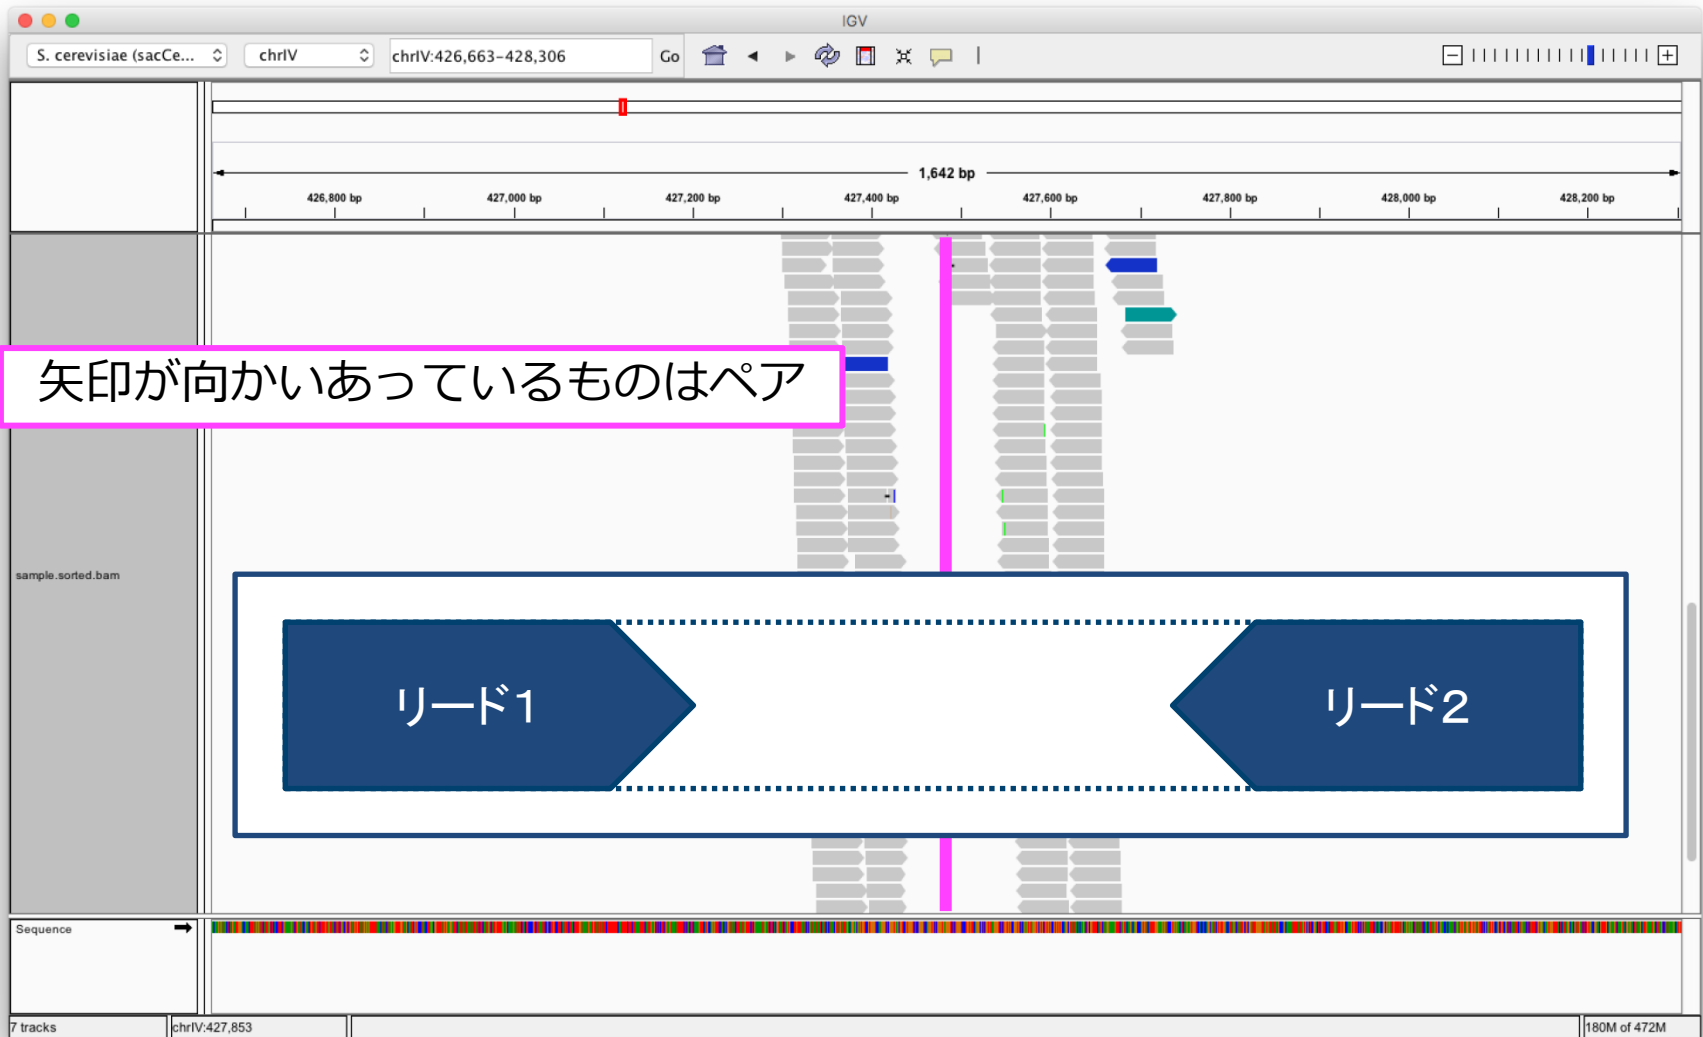 IGV
S. cerevisiae (sacCe... chrIV chrIV:426,663-428,306 Go
1,642 bp
426,800 bp 427,000 bp 427,200 bp 427,400 bp 427,600 bp 427,800 bp 428,000 bp 428,200 bp
矢印が向かいあっているものはペア
sample.sorted.bam
リード1 リード2
Sequence
7 tracks chrIV:427,853 180M of 472M